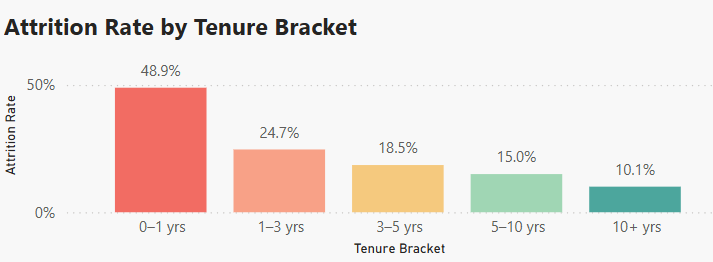 Attrition Rate by Tenure Bracket
48.9%
50%
24.7%
18.5%
15.0%
10.1%
Attrition Rate
0%
0–1 yrs
1–3 yrs
3–5 yrs
5–10 yrs
10+ yrs
Tenure Bracket